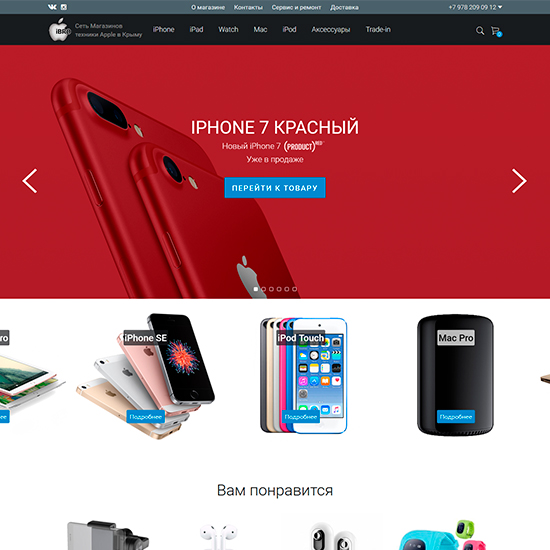 О магазине Контакты Сервис и ремонт Доставка +7 978 209 09 12
iBRO
Сеть Магазинов
техники Apple в Крыму
iPhone iPad Watch Mac iPod Аксессуары Trade-in
0
IPHONE 7 КРАСНЫЙ
Новый iPhone 7 (PRODUCT)RED
Уже в продаже
ПЕРЕЙТИ К ТОВАРУ
ro iPhone SE iPod Touch Mac Pro
ее Подробнее Подробнее Подробнее
Вам понравится